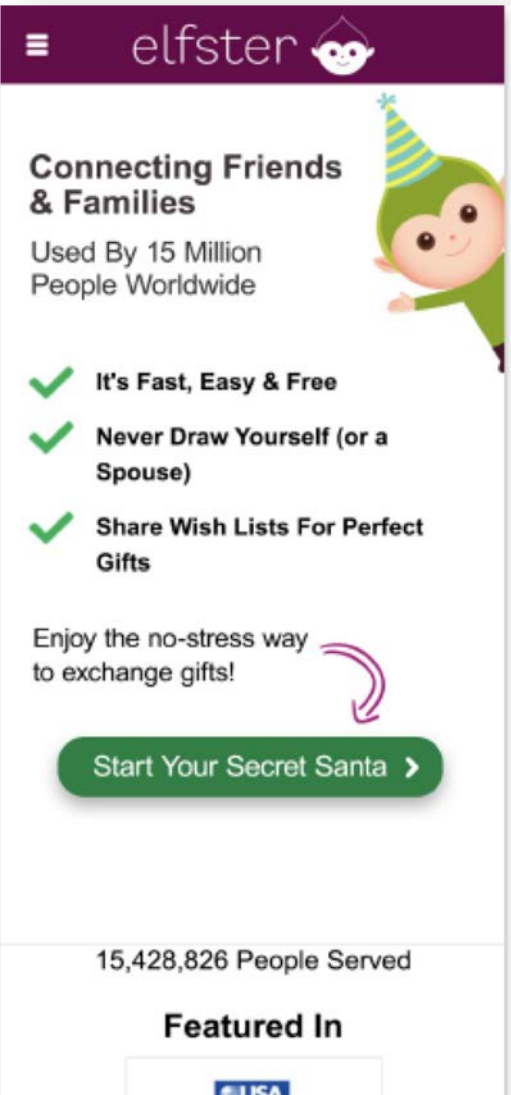 elfster
Connecting Friends
& Families
Used By 15 Million
People Worldwide
It's Fast, Easy & Free
Never Draw Yourself (or a
Spouse)
Share Wish Lists For Perfect
Gifts
Enjoy the no-stress way
to exchange gifts!
Start Your Secret Santa
15,428,826 People Served
Featured In
USA